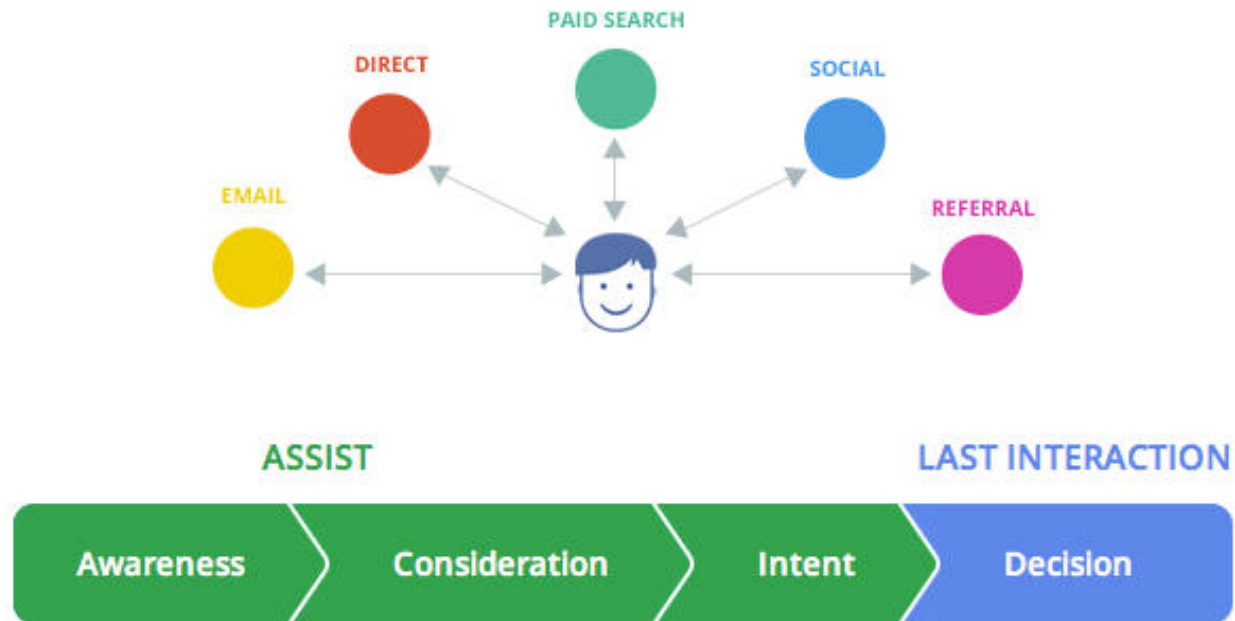 PAID SEARCH
DIRECT
SOCIAL
EMAIL
REFERRAL
ASSIST
LAST INTERACTION
Awareness
Consideration
Intent
Decision